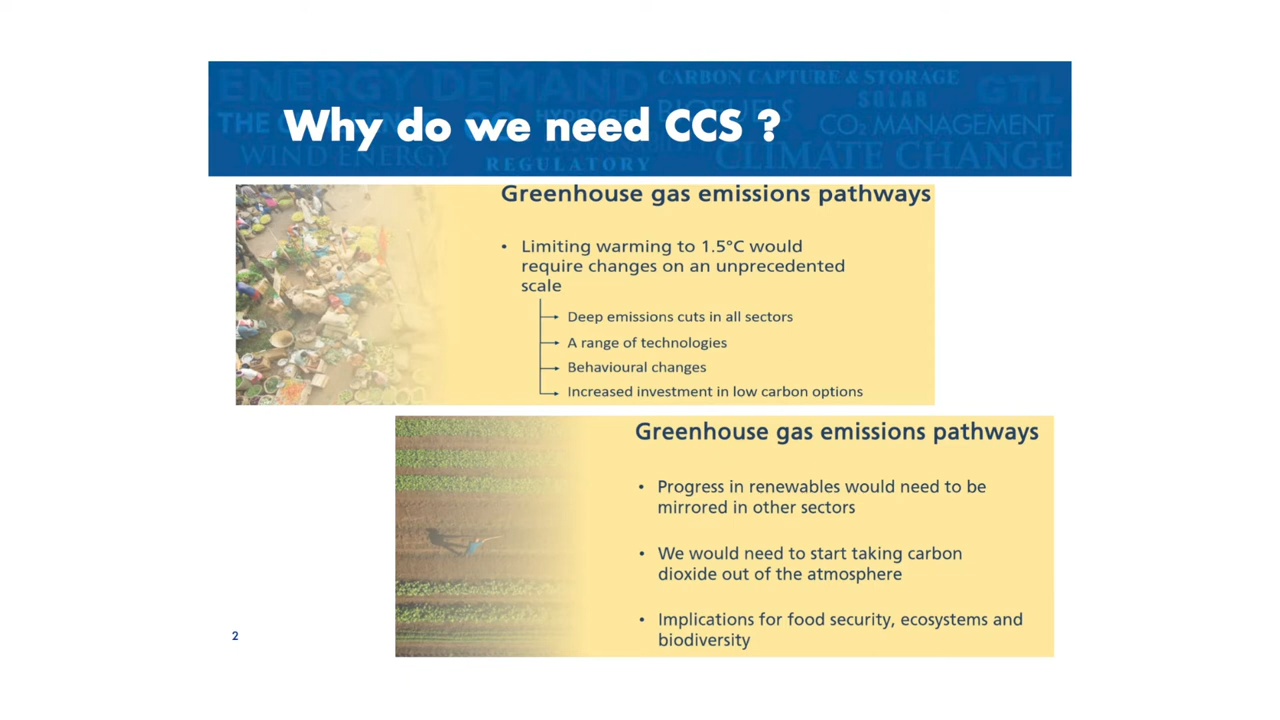 ENERGY DEMAND
CARBON CAPTURE & STORAGE
BIOFUELS
SOLAR
GTL
THE
HYDROGEN
CO₂ MANAGEMENT
WIND ENERGY
REGULATORY
CLIMATE CHANGE
Why do we need CCS ?
Greenhouse gas emissions pathways
• Limiting warming to 1.5°C would
require changes on an unprecedented
scale
Deep emissions cuts in all sectors
A range of technologies
Behavioural changes
Increased investment in low carbon options
Greenhouse gas emissions pathways
• Progress in renewables would need to be
mirrored in other sectors
• We would need to start taking carbon
dioxide out of the atmosphere
• Implications for food security, ecosystems and
biodiversity
2